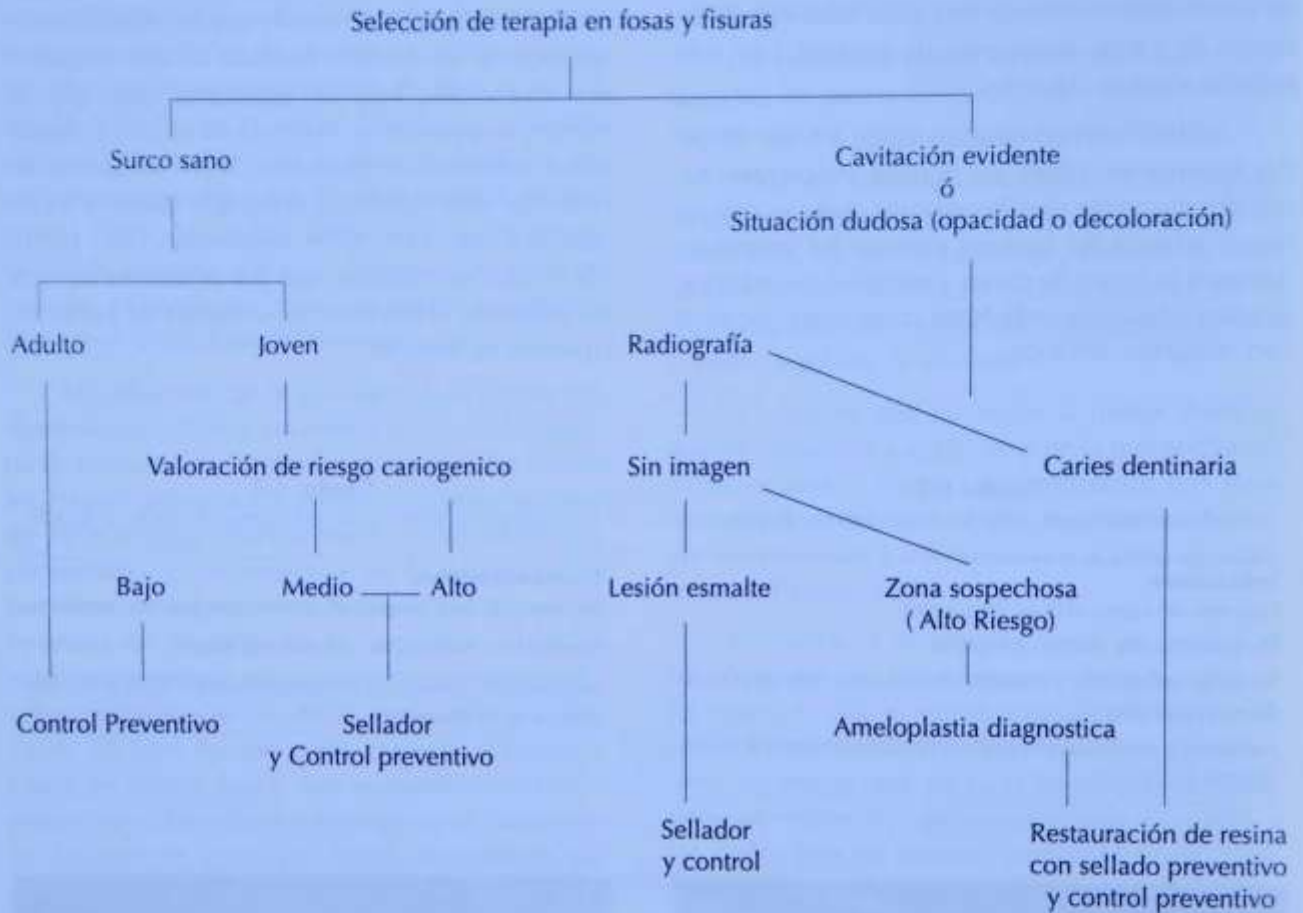 Selección de terapia en fosas y fisuras
Surco sano
Cavitación evidente
ó
Situación dudosa (opacidad o decoloración)
Adulto
Joven
Radiografía
Valoración de riesgo cariogenico
Sin imagen
Caries dentinaria
Bajo
Medio
Alto
Lesión esmalte
Zona sospechosa
( Alto Riesgo)
Control Preventivo
Sellador
y Control preventivo
Ameloplastia diagnostica
Sellador
y control
Restauración de resina
con sellado preventivo
y control preventivo